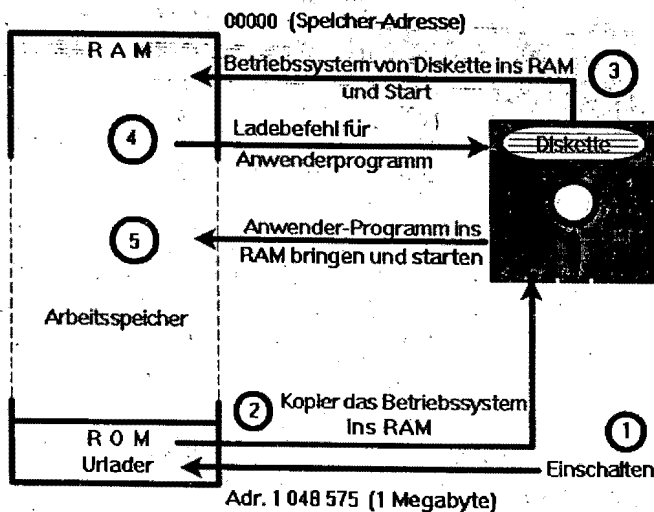 00000 (Speicher-Adresse)
R A M
Betriebssystem von Diskette ins RAM
und Start
3
4
Ladebefehl für
Anwenderprogramm
Diskette
5
Anwender-Programm ins
RAM bringen und starten
Arbeitsspeicher
2
Kopier das Betriebssystem
Ins RAM
1
R O M
Urlader
Einschalten
Adr. 1 048 575 (1 Megabyte)